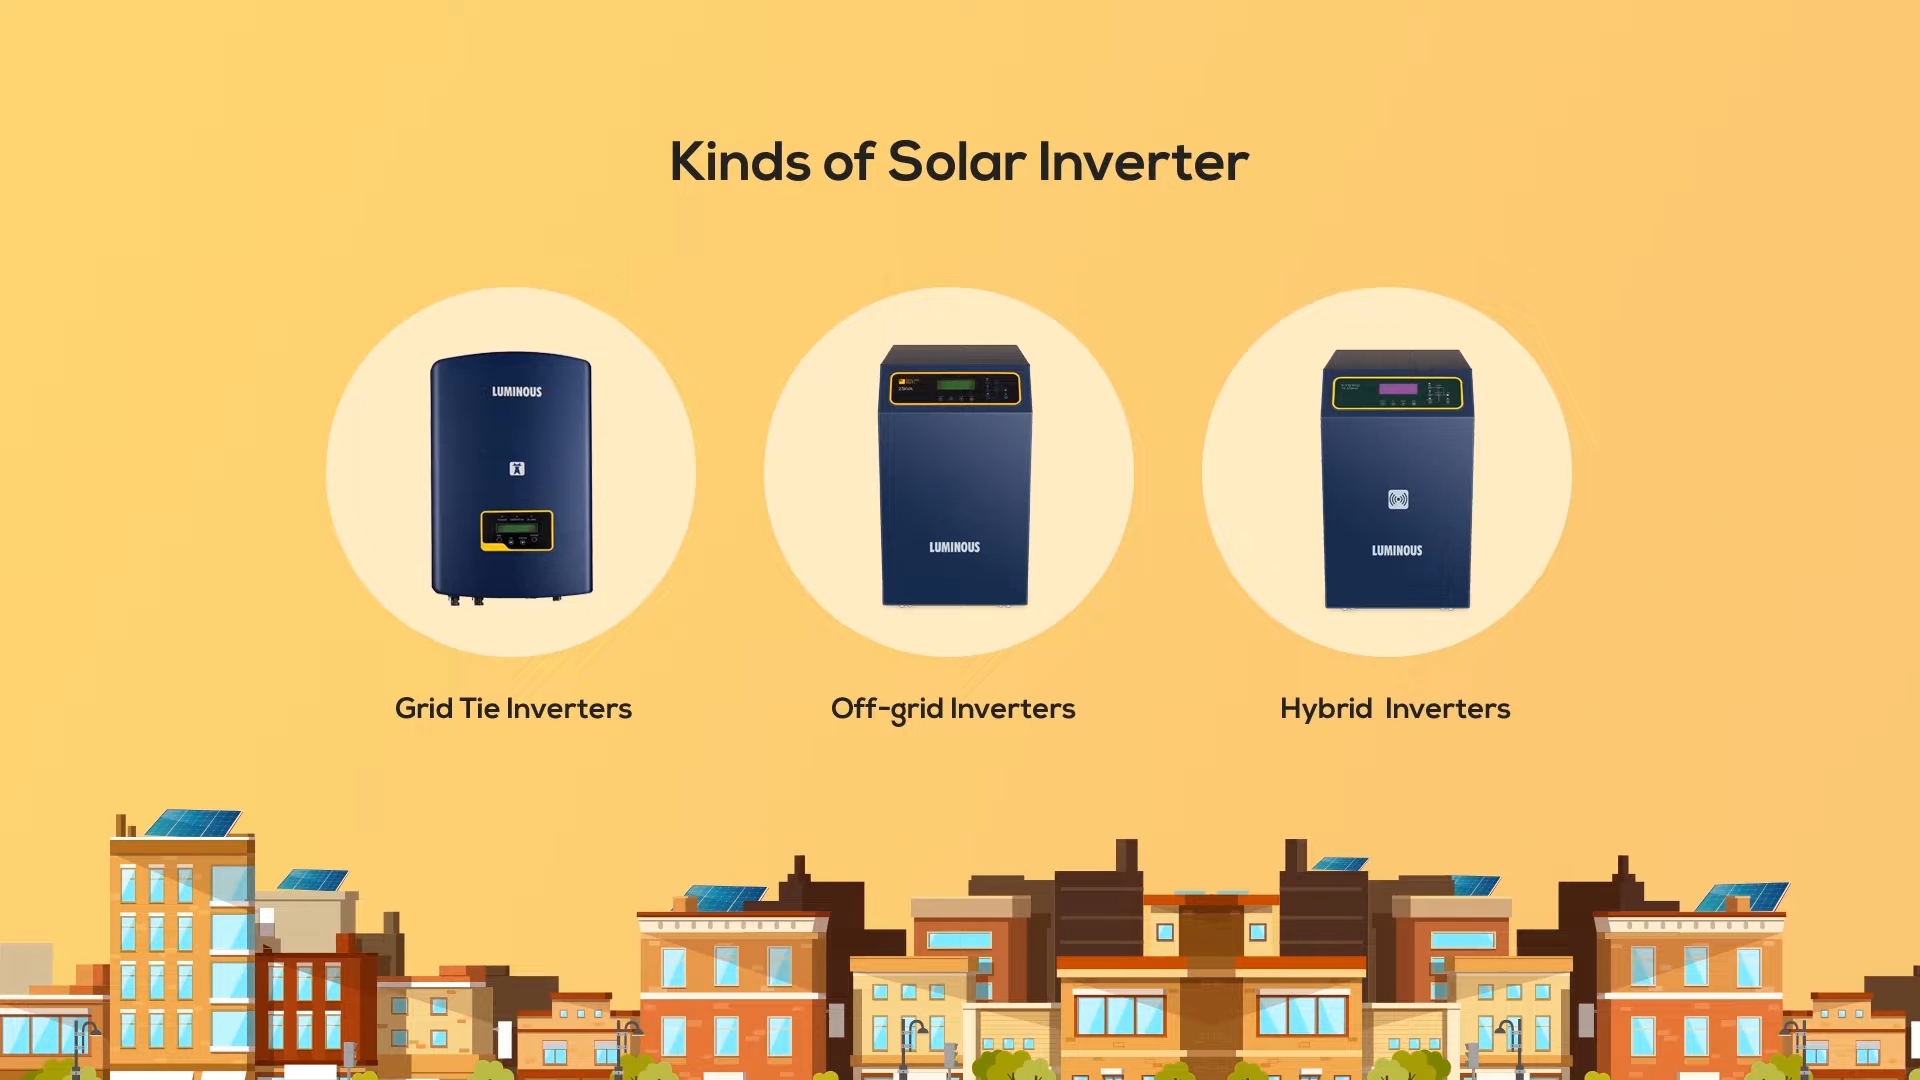 Kinds of Solar Inverter
LUMINOUS
LUMINOUS
LUMINOUS
Grid Tie Inverters
Off-grid Inverters
Hybrid Inverters